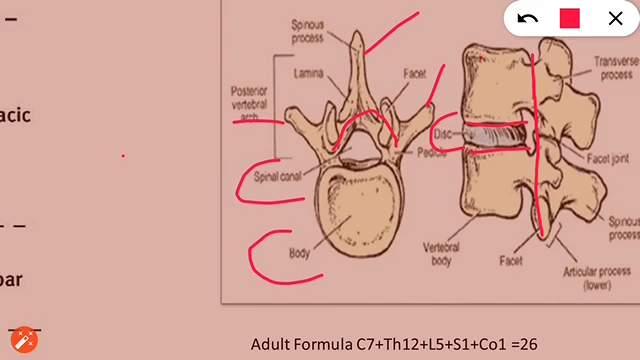 Spinous
process
Lamina
Facet
Posterior
vertebral
arch
Transverse
process
acic
Disc
Pedicle
Facet joint
Spinal canal
Spinous
process
Body
Vertebral
body
Facet
Articular process
(lower)
bar
Adult Formula C7+Th12+L5+S1+Co1 =26